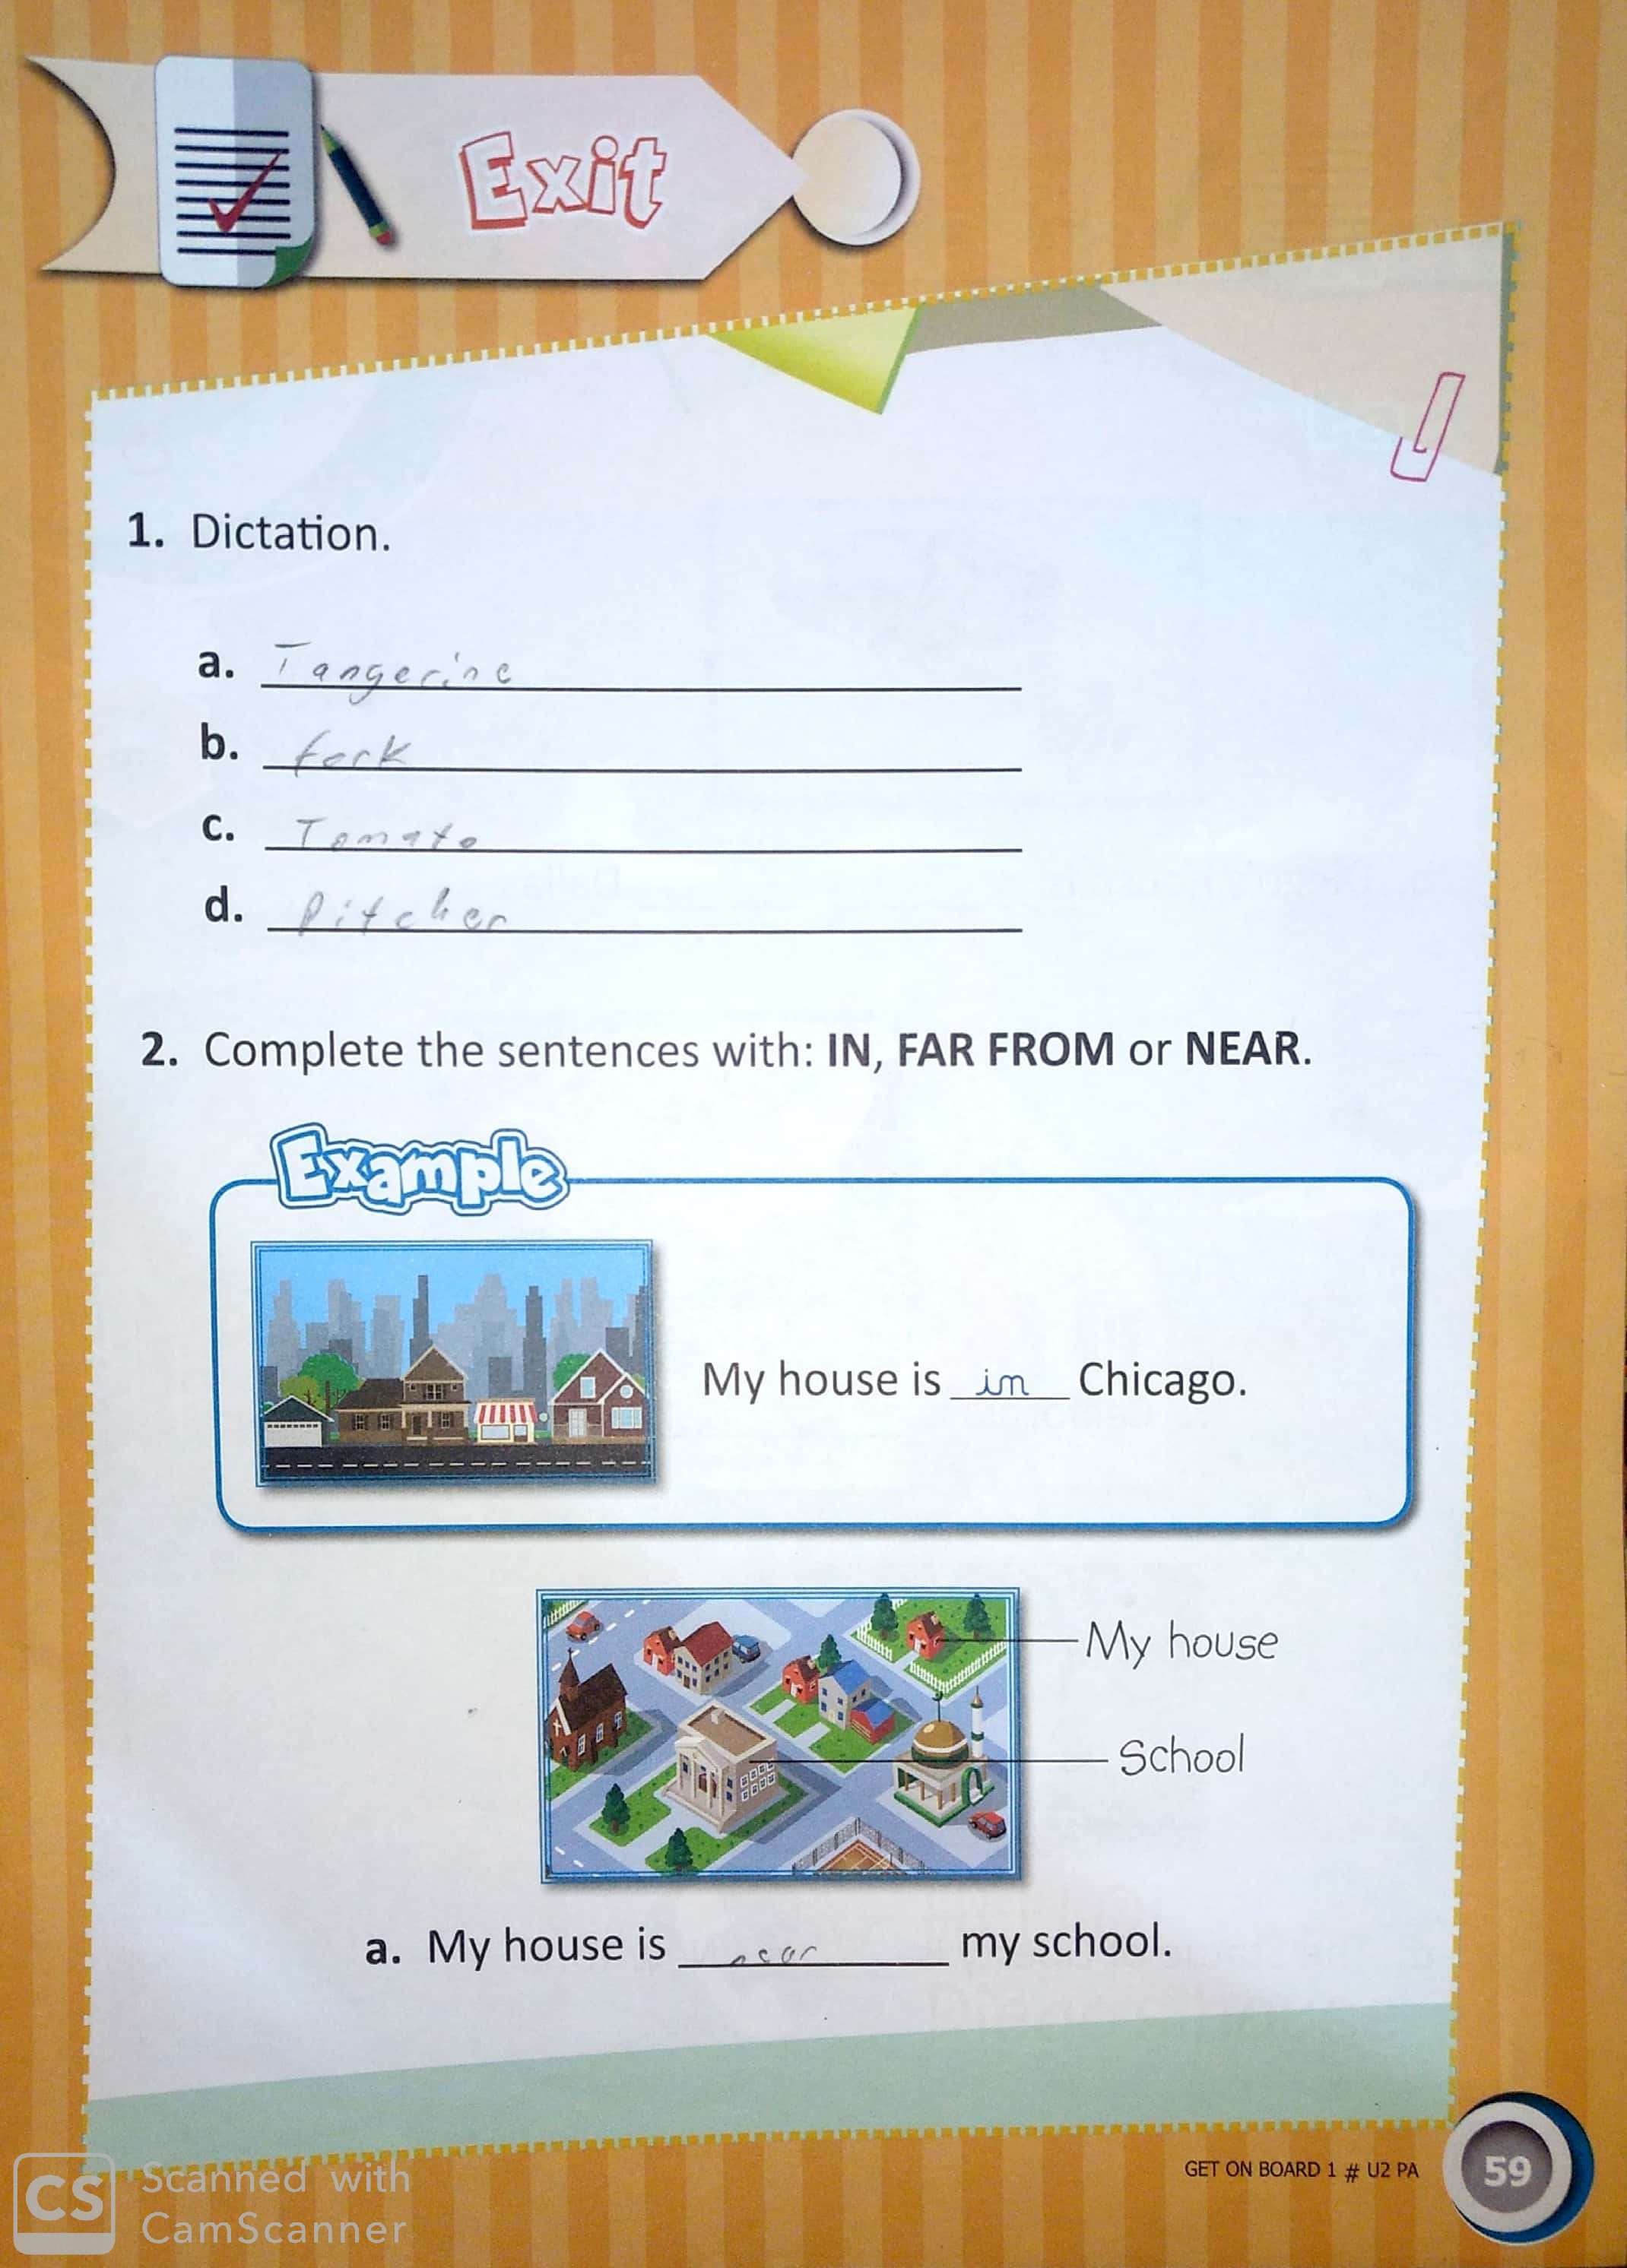 Exit
1. Dictation.
a. Tangerine
b. fork
c. Tomato
d. Pitcher
2. Complete the sentences with: IN, FAR FROM or NEAR.
Example
My house is in Chicago.
My house
School
a. My house is near my school.
GET ON BOARD 1 # U2 PA
59
CS Scanned with
CamScanner